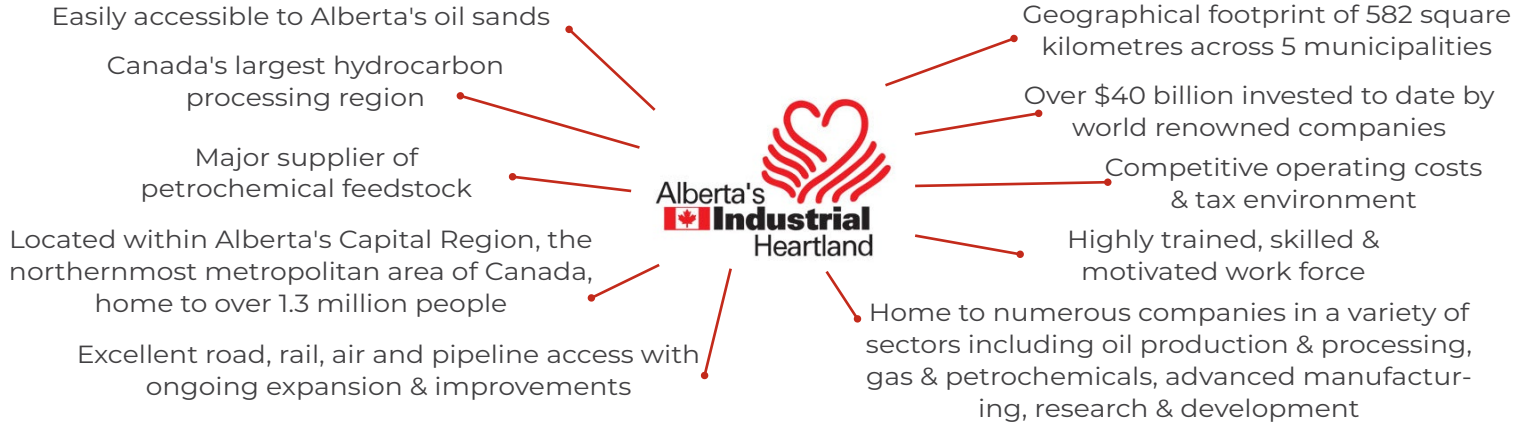 Easily accessible to Alberta's oil sands
Canada's largest hydrocarbon
processing region
Major supplier of
petrochemical feedstock
Located within Alberta's Capital Region, the
northernmost metropolitan area of Canada,
home to over 1.3 million people
Excellent road, rail, air and pipeline access with
ongoing expansion & improvements
Alberta's
Industrial
Heartland
Geographical footprint of 582 square
kilometres across 5 municipalities
Over $40 billion invested to date by
world renowned companies
Competitive operating costs
& tax environment
Highly trained, skilled &
motivated work force
Home to numerous companies in a variety of
sectors including oil production & processing,
gas & petrochemicals, advanced manufactur-
ing, research & development